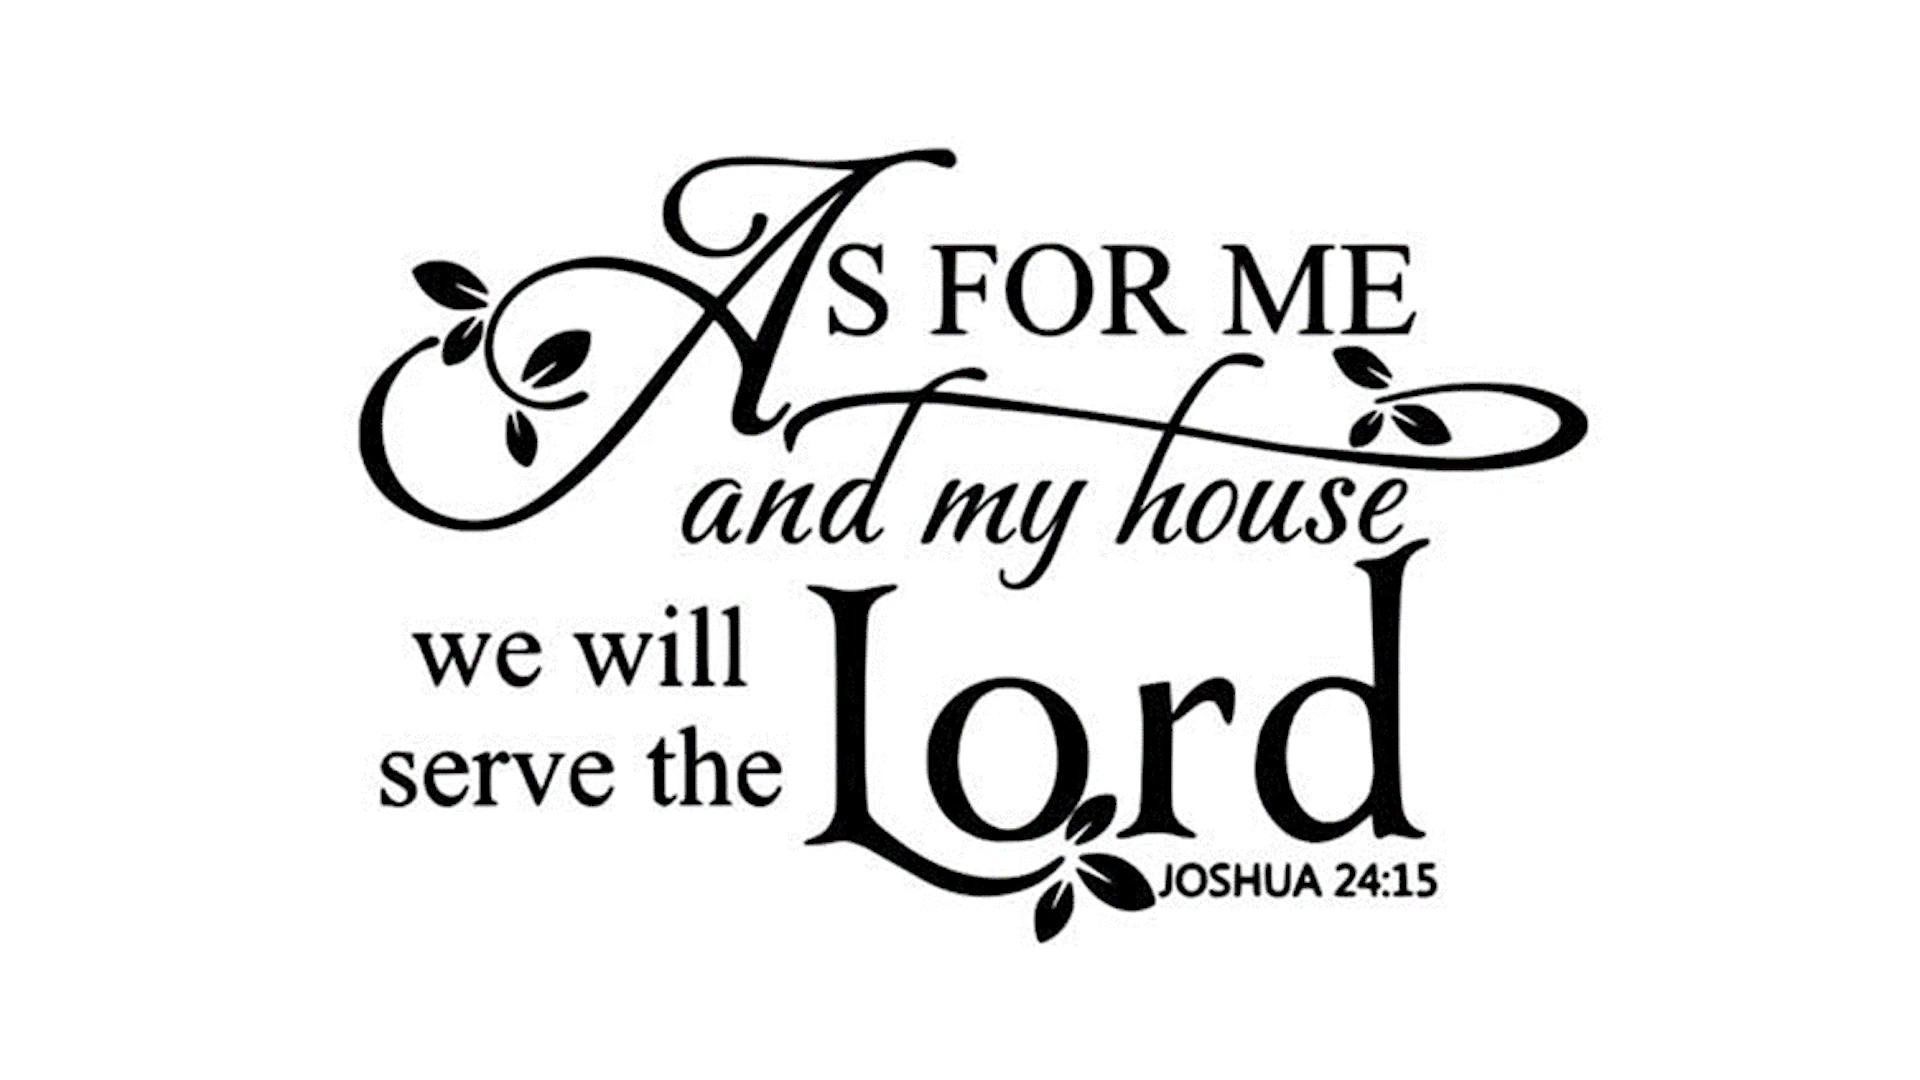 AS FOR ME
and my house
we will
serve the
Lord
JOSHUA 24:15